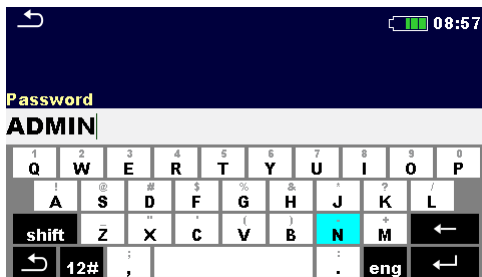 08:57
Password
ADMIN
1 2 3 4 5 6 7 8 9 0
Q W E R T Y U I O P
! @ # $ % & * ? /
A S D F G H J K L
_ " ' ( ) - +
shift Z X C V B N M ←
; :
12# , . eng